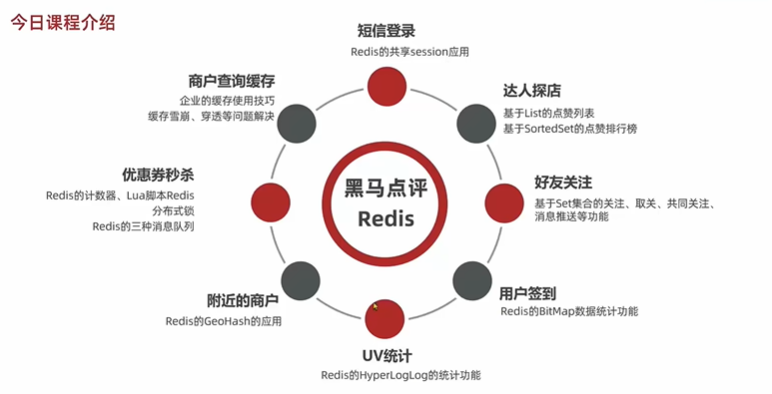 今日课程介绍
短信登录
Redis的共享session应用
达人探店
基于List的点赞列表
基于SortedSet的点赞排行榜
好友关注
基于Set集合的关注、取关、共同关注、
消息推送等功能
用户签到
Redis的BitMap数据统计功能
UV统计
Redis的HyperLogLog的统计功能
附近的商户
Redis的GeoHash的应用
优惠券秒杀
Redis的计数器、Lua脚本Redis
分布式锁
Redis的三种消息队列
商户查询缓存
企业的缓存使用技巧
缓存雪崩、穿透等问题解决
黑马点评
Redis